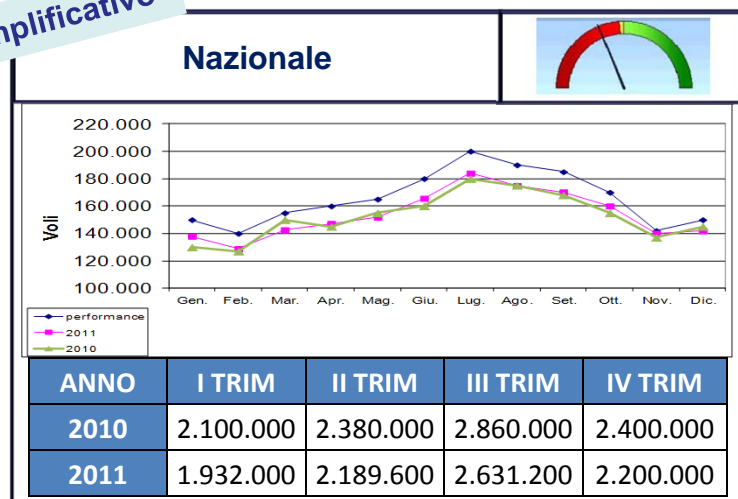 Nazionale
220.000
200.000
180.000
160.000
140.000
120.000
100.000
Voli
Gen. Feb. Mar. Apr. Mag. Giu. Lug. Ago. Set. Ott. Nov. Dic.
performance
2011
2010
ANNO I TRIM II TRIM III TRIM IV TRIM
2010 2.100.000 2.380.000 2.860.000 2.400.000
2011 1.932.000 2.189.600 2.631.200 2.200.000